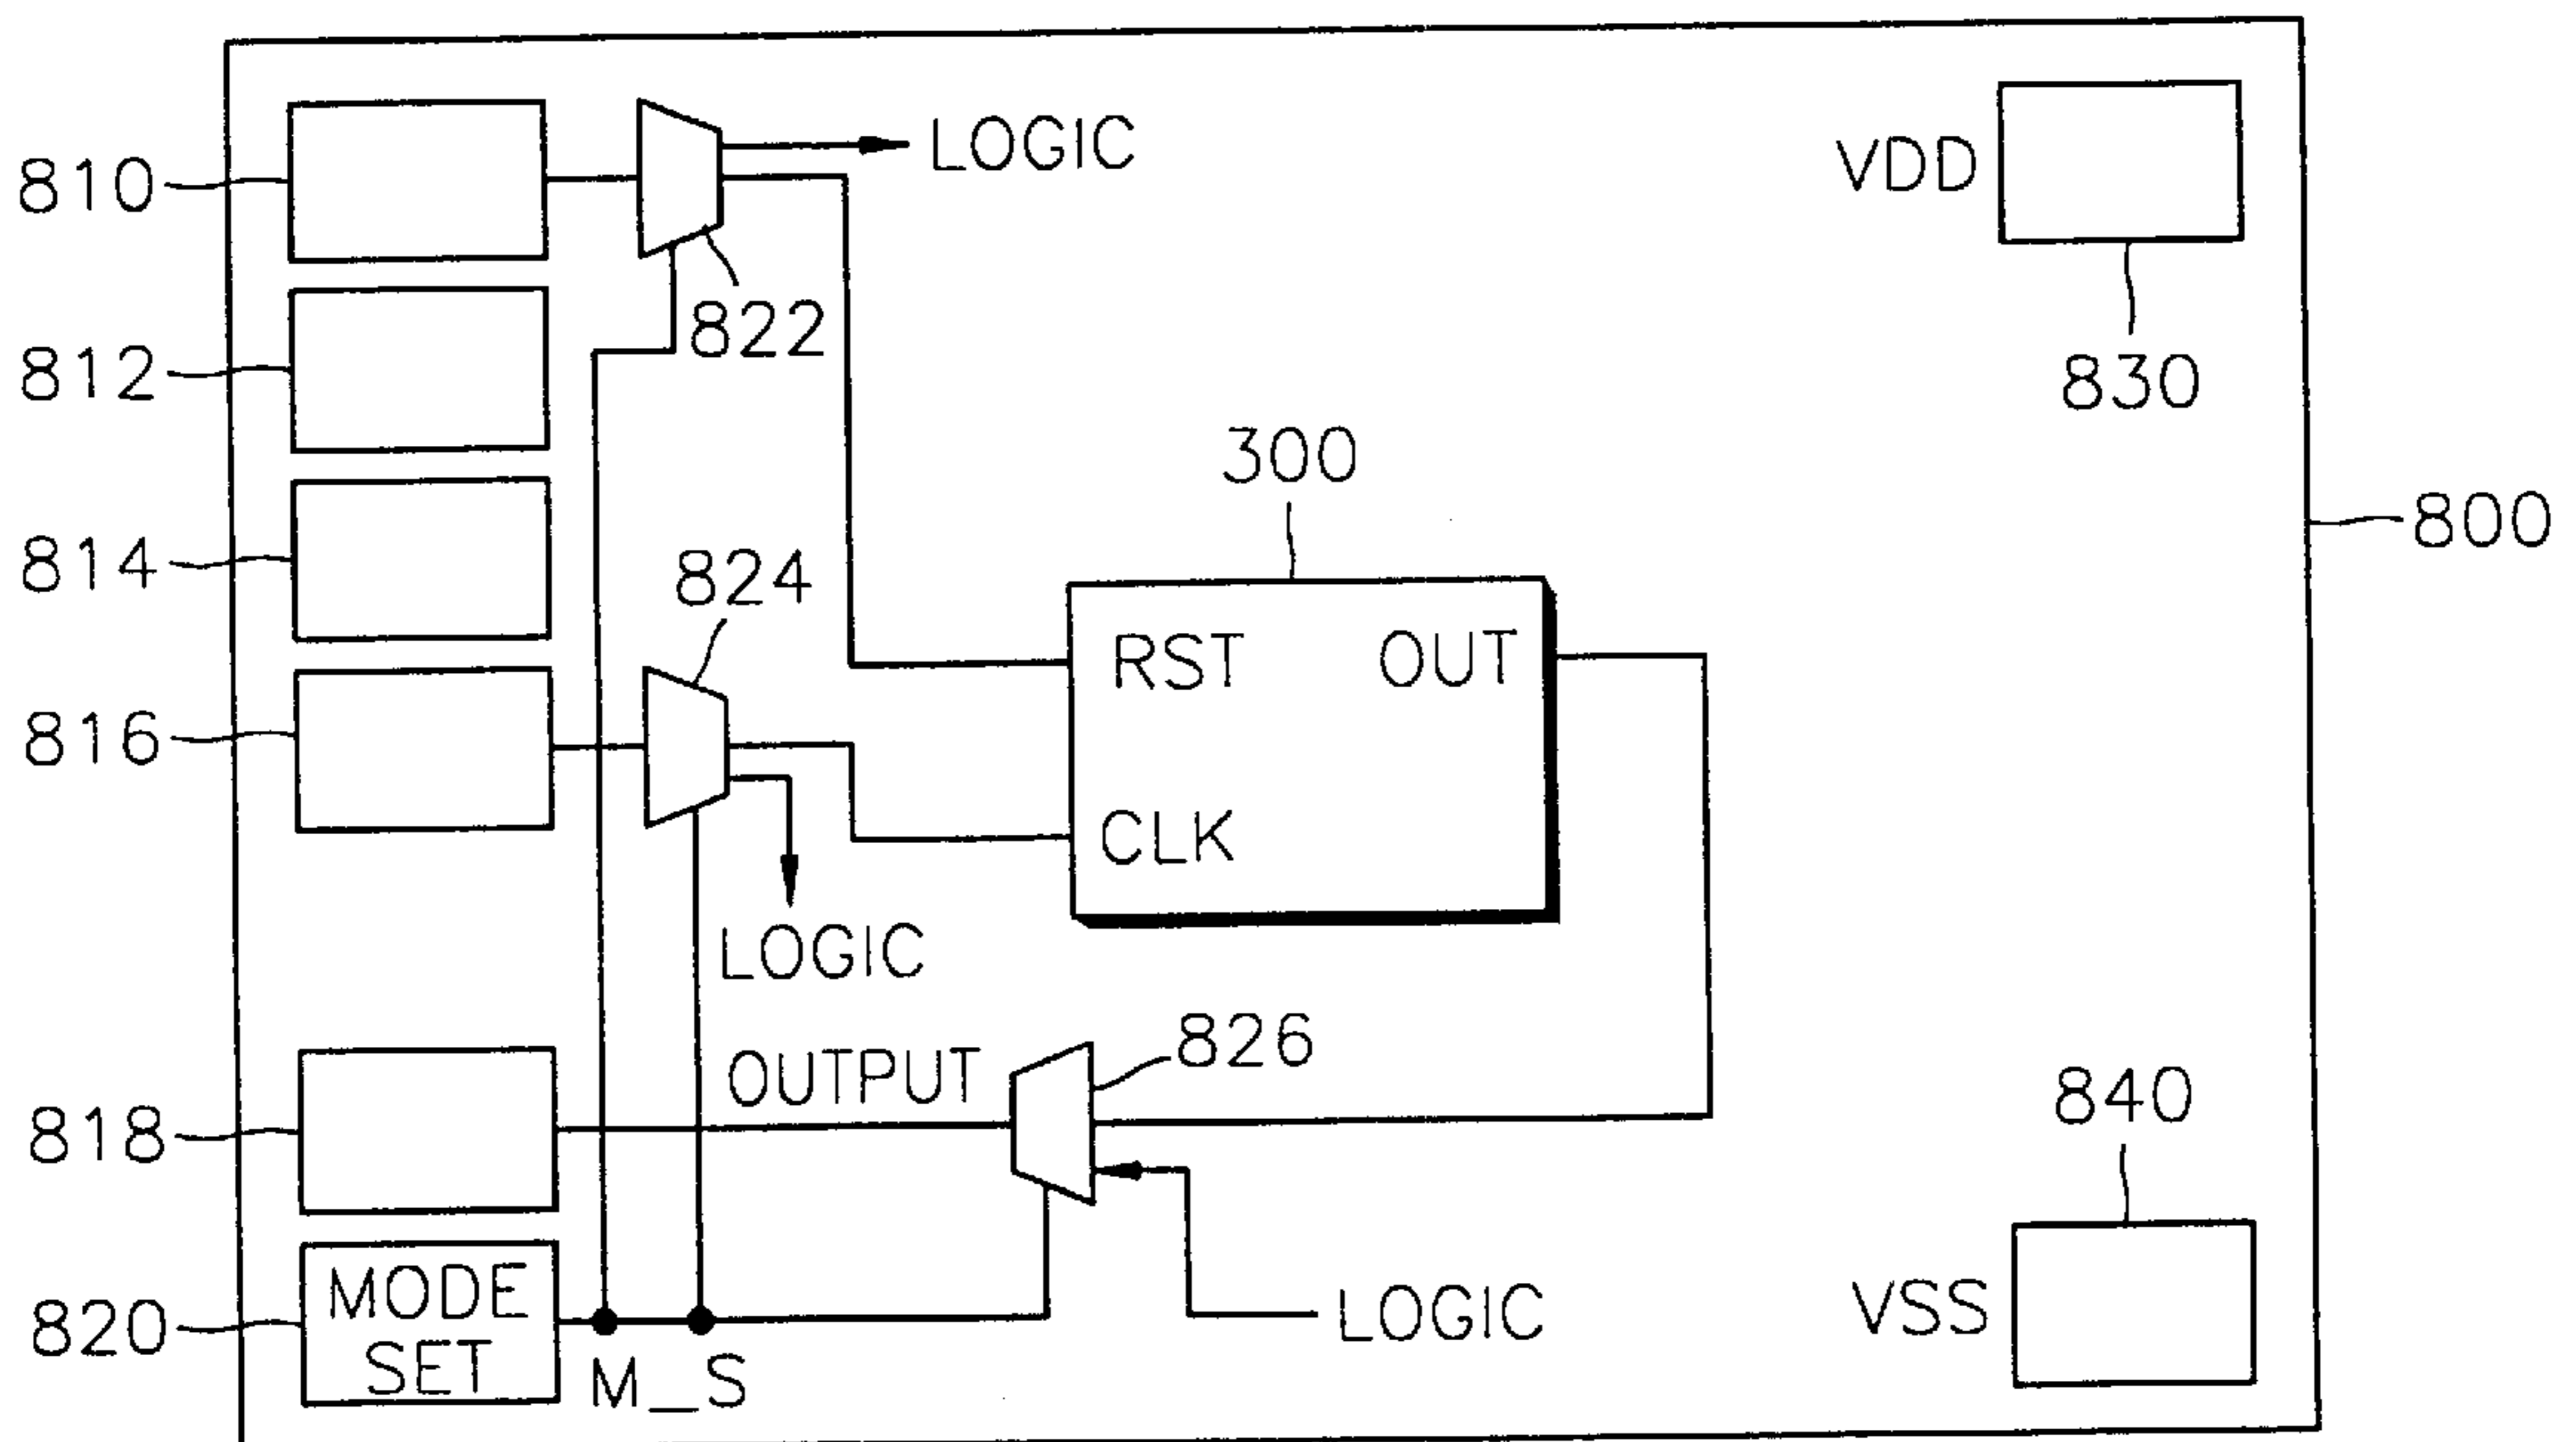 810
LOGIC
VDD
822
830
812
300
800
814
824
RST
OUT
816
CLK
LOGIC
826
OUTPUT
840
818
820
MODE
SET
M_S
LOGIC
VSS